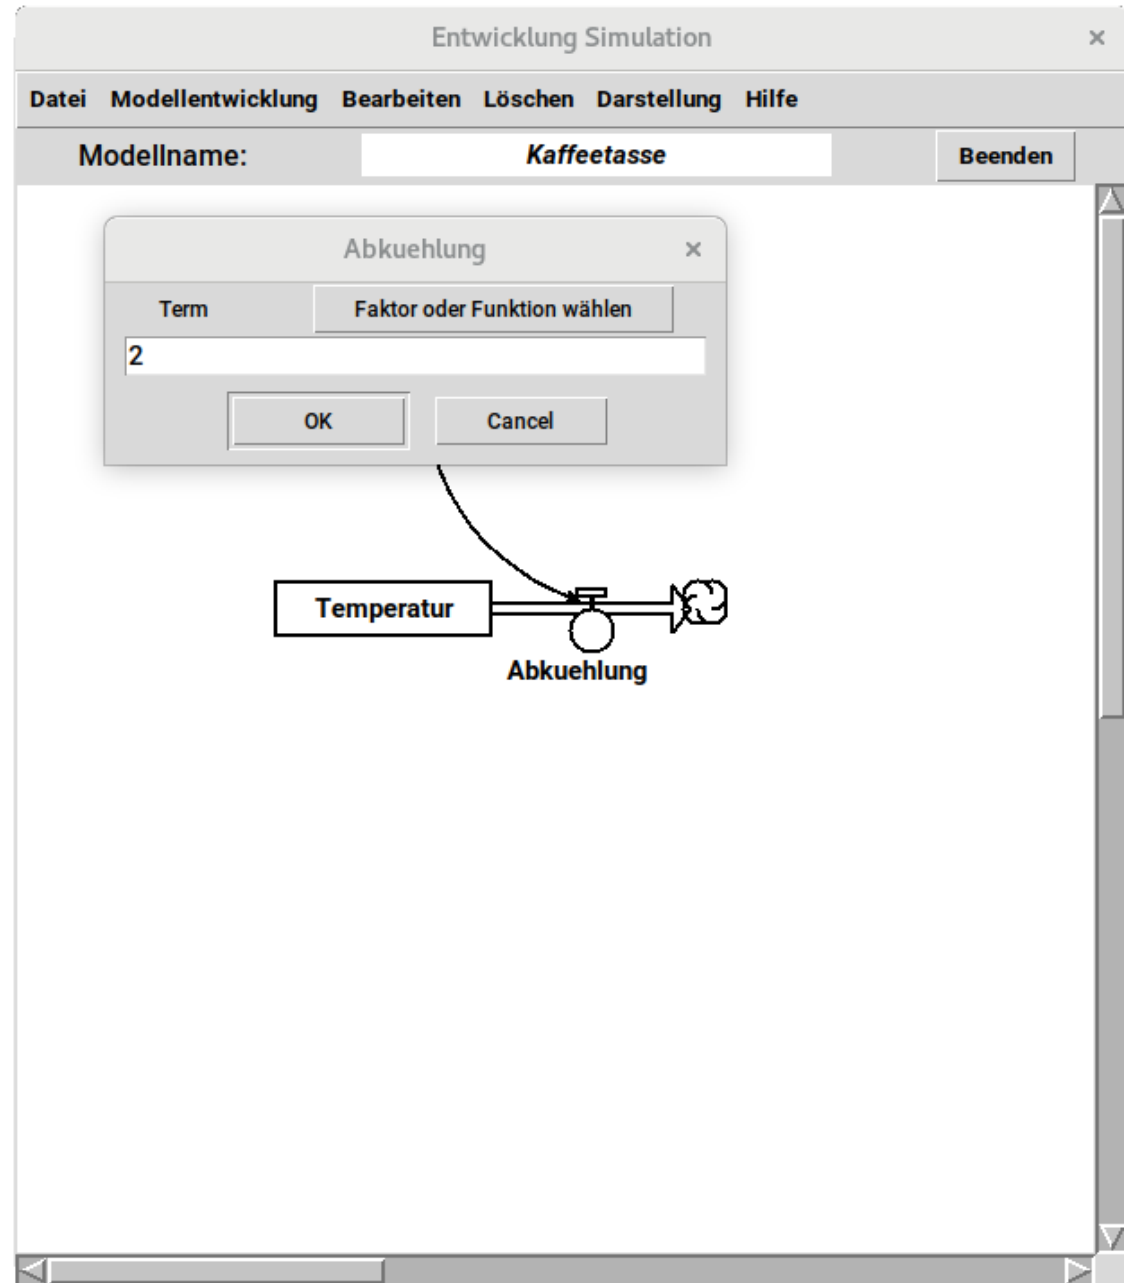 Entwicklung Simulation
Datei Modellentwicklung Bearbeiten Löschen Darstellung Hilfe
Modellname: Kaffeetasse Beenden
Abkuehlung
Term Faktor oder Funktion wählen
2
OK Cancel
Temperatur
Abkuehlung